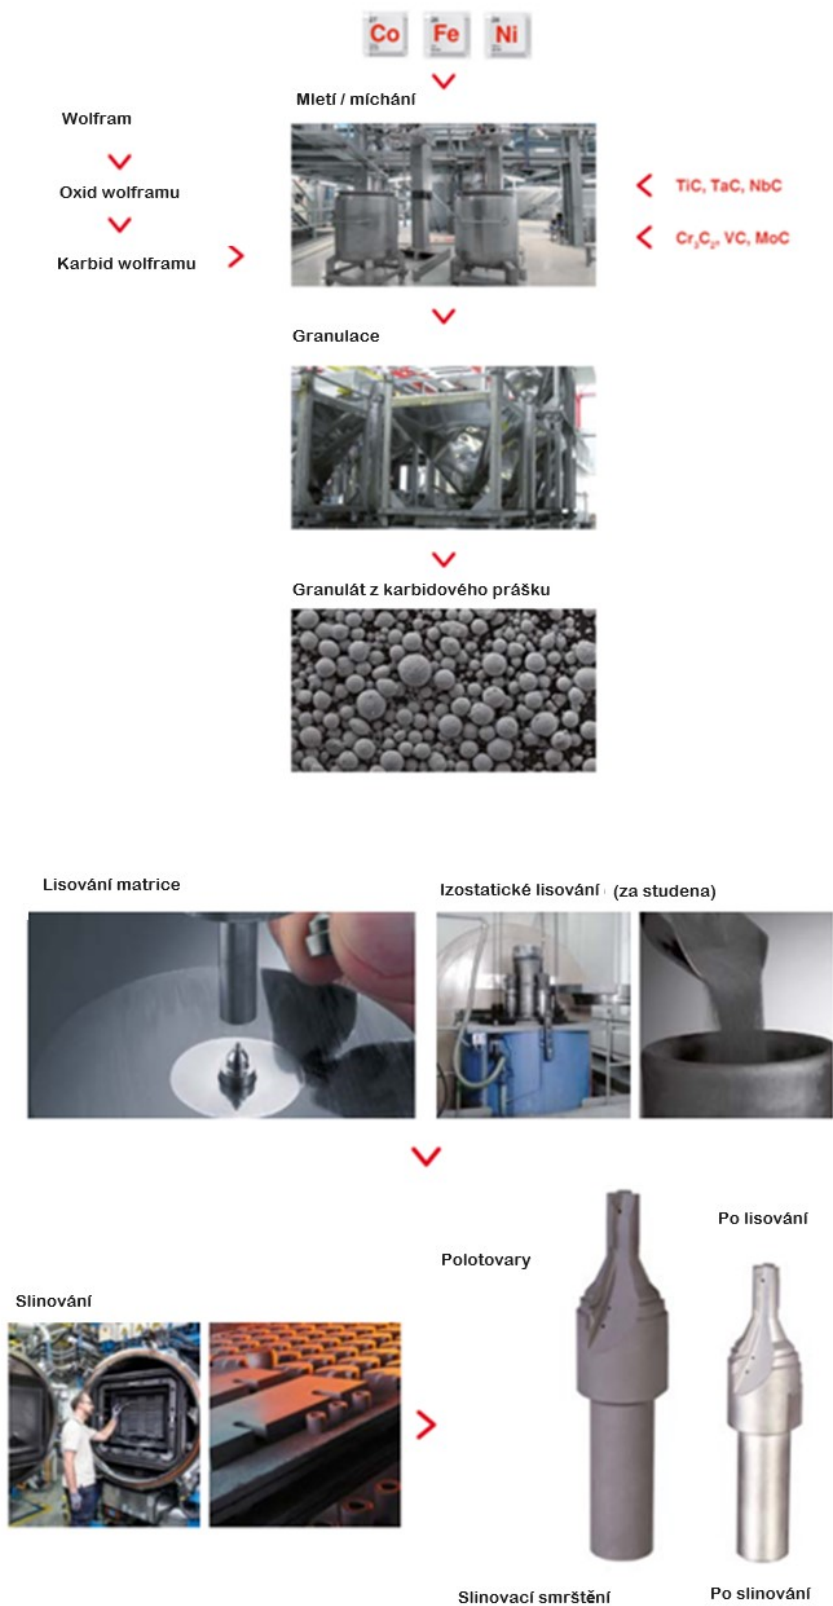 Co Fe Ni
Mletí / míchání
Wolfram
Oxid wolframu
Karbid wolframu
TiC, TaC, NbC
Cr₃C₂, VC, MoC
Granulace
Granulát z karbidového prášku
Lisování matrice
Izostatické lisování (za studena)
Po lisování
Polotovary
Slinování
Slinovací smrštění
Po slinování